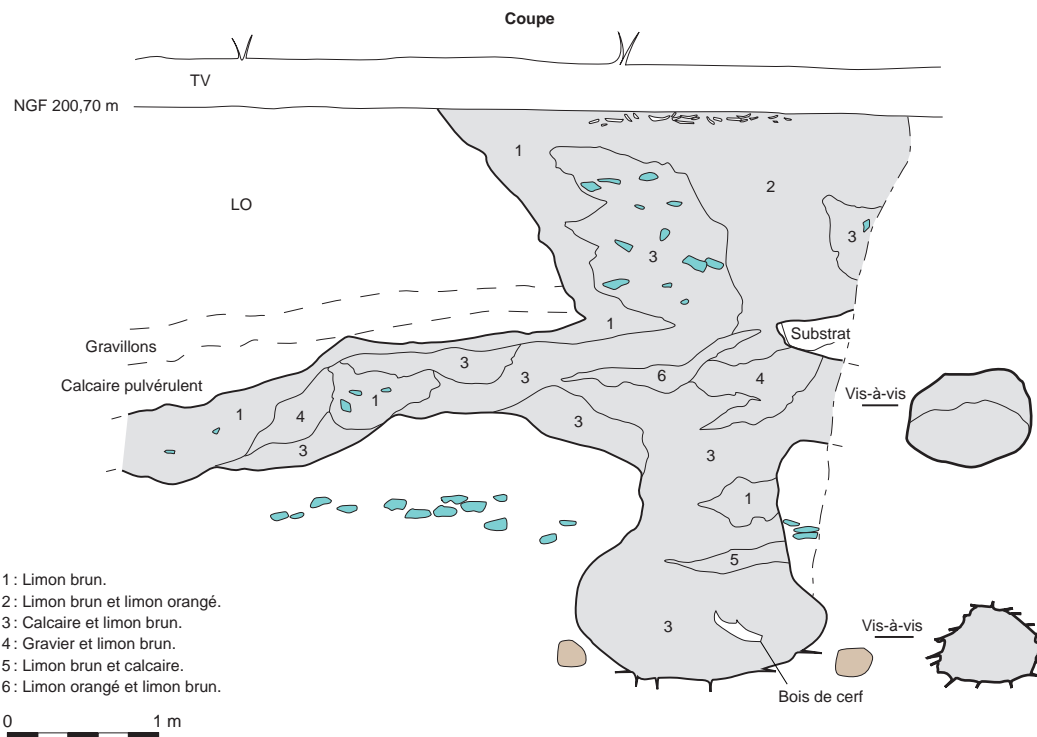 Coupe
TV
NGF 200,70 m
1
2
LO
3
3
1
Substrat
Gravillons
3
6
3
4
Calcaire pulvérulent
1
1
4
Vis-à-vis
3
3
3
1
5
1 : Limon brun.
2 : Limon brun et limon orangé.
3 : Calcaire et limon brun.
4 : Gravier et limon brun.
5 : Limon brun et calcaire.
6 : Limon orangé et limon brun.
3
Vis-à-vis
Bois de cerf
0 1 m